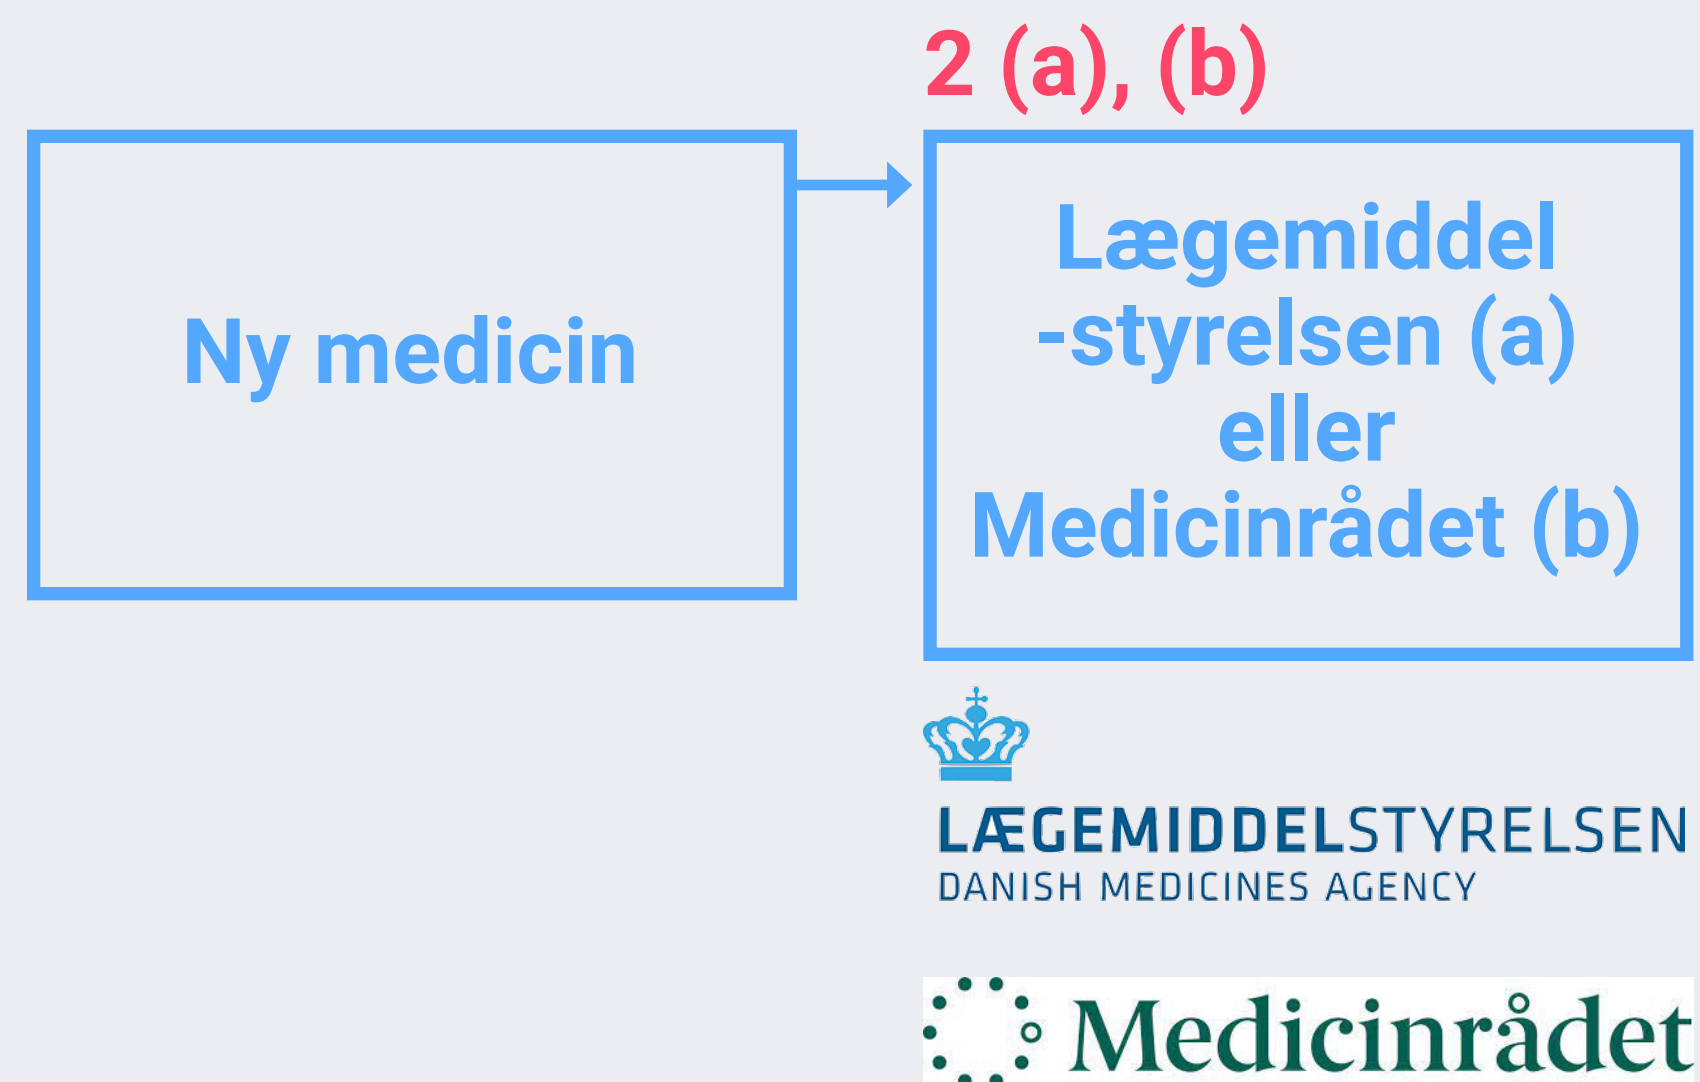 2 (a), (b)
Ny medicin
Lægemiddel
-styrelsen (a)
eller
Medicinrådet (b)
LÆGEMIDDELSTYRELSEN
DANISH MEDICINES AGENCY
Medicinrådet